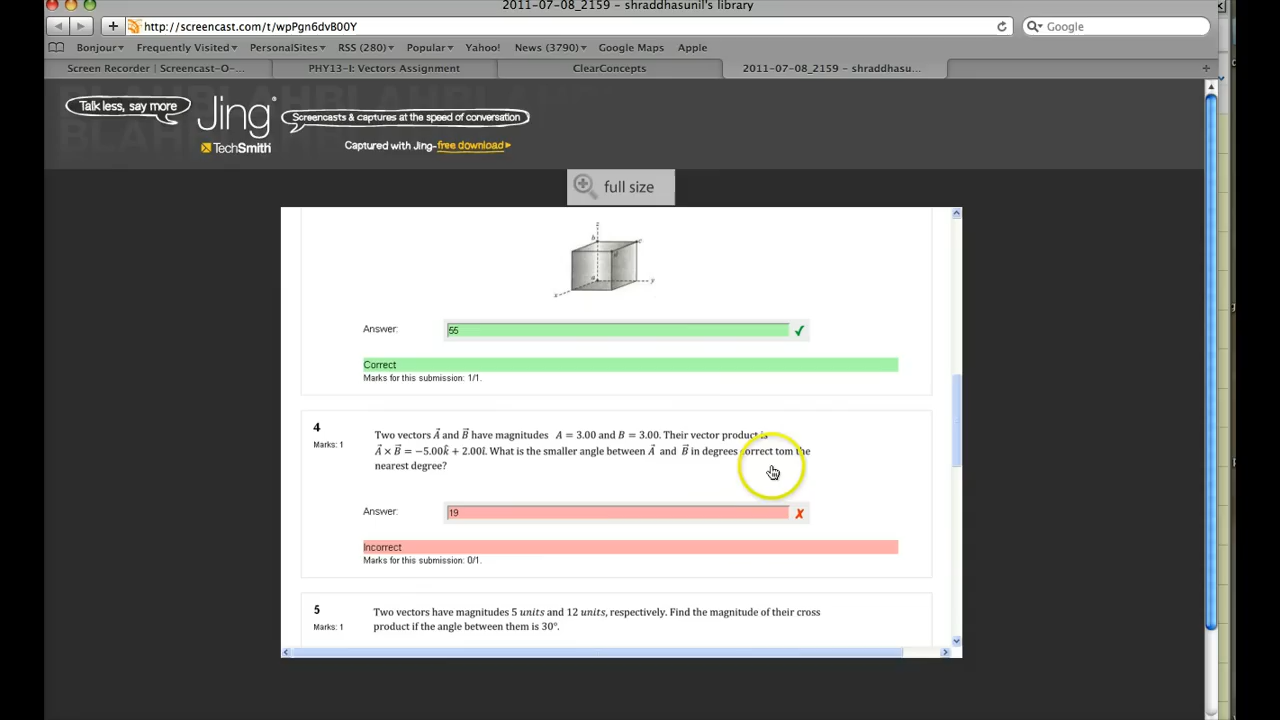 2011-07-08_2159 - shraddhasunil's library
http://screencast.com/t/wpPgn6dvB0OY
Google
Bonjour Frequently Visited PersonalSites RSS (280) Popular Yahoo! News (3790) Google Maps Apple
Screen Recorder | Screencast-O-... PHY13-I: Vectors Assignment ClearConcepts 2011-07-08_2159 - shraddhasu...
Talk less, say more Jing Screencasts & captures at the speed of conversation
TechSmith Captured with Jing-free download
full size
z
b c
d
a y
x
Answer: 55 ✓
Correct
Marks for this submission: 1/1.
4 Two vectors A⃗ and B⃗ have magnitudes A = 3.00 and B = 3.00. Their vector product is
Marks: 1 A⃗ × B⃗ = −5.00k̂ + 2.00î. What is the smaller angle between A⃗ and B⃗ in degrees correct tom the
nearest degree?
Answer: 19 ✗
Incorrect
Marks for this submission: 0/1.
5 Two vectors have magnitudes 5 units and 12 units, respectively. Find the magnitude of their cross
Marks: 1 product if the angle between them is 30°.